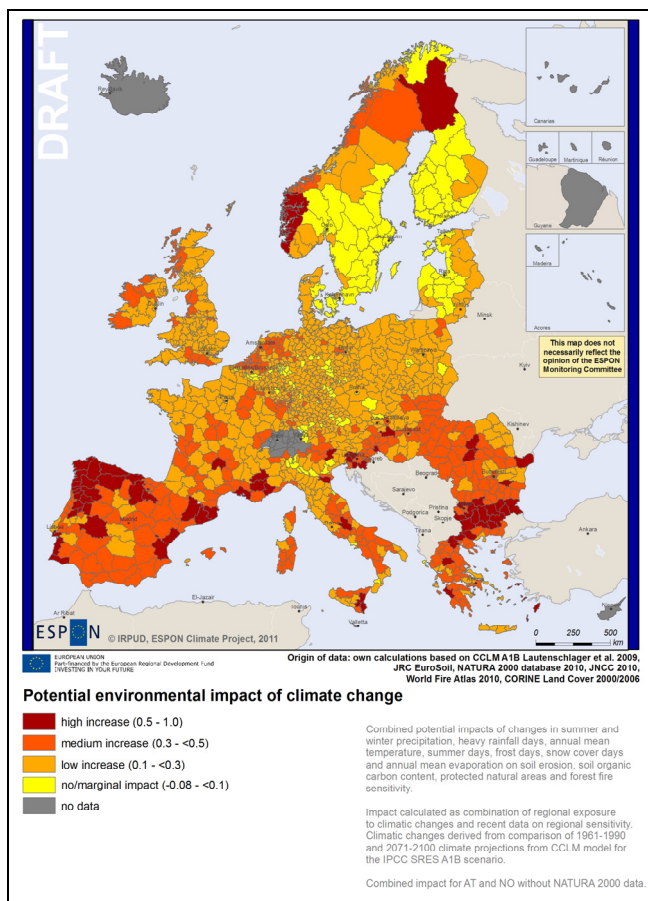 DRAFT
Reykjavik
Canarias
Guadeloupe
Martinique
Réunion
Guyana
Madeira
Acores
This map does not
necessarily reflect the
opinion of the ESPON
Monitoring Committee
Oslo
Tallinn
Riga
Minsk
Dublin
Kyiv
Paris
Kishinev
Beograd
Sarajevo
Bucuresti
Pristina
Podgorica
Skopje
Tirana
Ankara
Madrid
Lisboa
El-Jazair
Ar Ribat
Tounis
Valletta
ESPON
© IRPUD, ESPON Climate Project, 2011
0 250 500
km
EUROPEAN UNION
Part-financed by the European Regional Development Fund
INVESTING IN YOUR FUTURE
Origin of data: own calculations based on CCLM A1B Lautenschlager et al. 2009,
JRC EuroSoil, NATURA 2000 database 2010, JNCC 2010,
World Fire Atlas 2010, CORINE Land Cover 2000/2006
Potential environmental impact of climate change
high increase (0.5 - 1.0)
medium increase (0.3 - <0.5)
low increase (0.1 - <0.3)
no/marginal impact (-0.08 - <0.1)
no data
Combined potential impacts of changes in summer and
winter precipitation, heavy rainfall days, annual mean
temperature, summer days, frost days, snow cover days
and annual mean evaporation on soil erosion, soil organic
carbon content, protected natural areas and forest fire
sensitivity.
Impact calculated as combination of regional exposure
to climatic changes and recent data on regional sensitivity.
Climatic changes derived from comparison of 1961-1990
and 2071-2100 climate projections from CCLM model for
the IPCC SRES A1B scenario.
Combined impact for AT and NO without NATURA 2000 data.